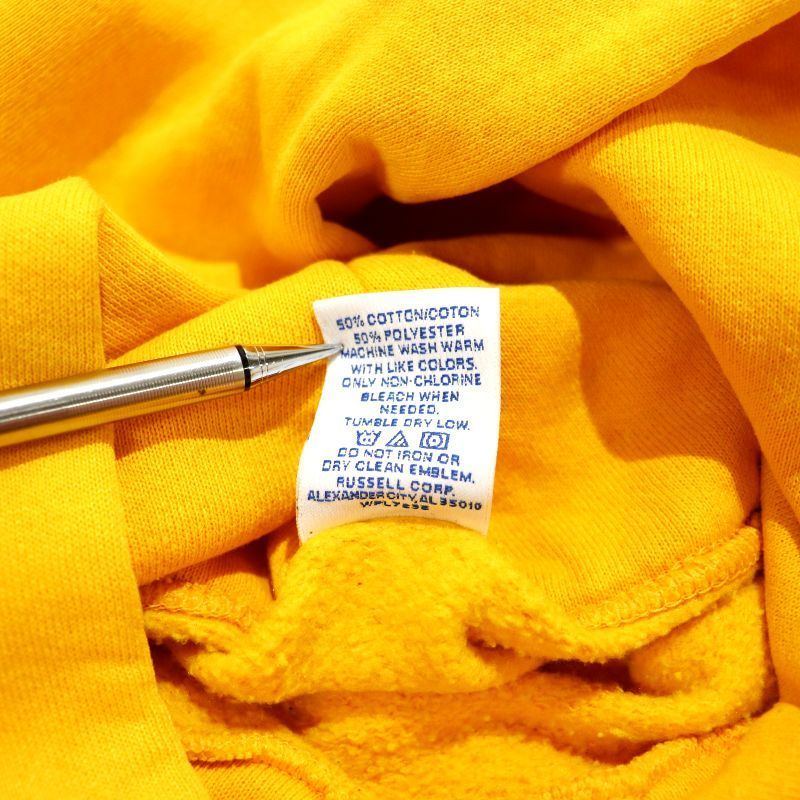 50% COTTON/COTON
50% POLYESTER
MACHINE WASH WARM
WITH LIKE COLORS.
ONLY NON-CHLORINE
BLEACH WHEN
NEEDED.
TUMBLE DRY LOW.
DO NOT IRON OR
DRY CLEAN EMBLEM.
RUSSELL CORP.
ALEXANDER CITY, AL 35010